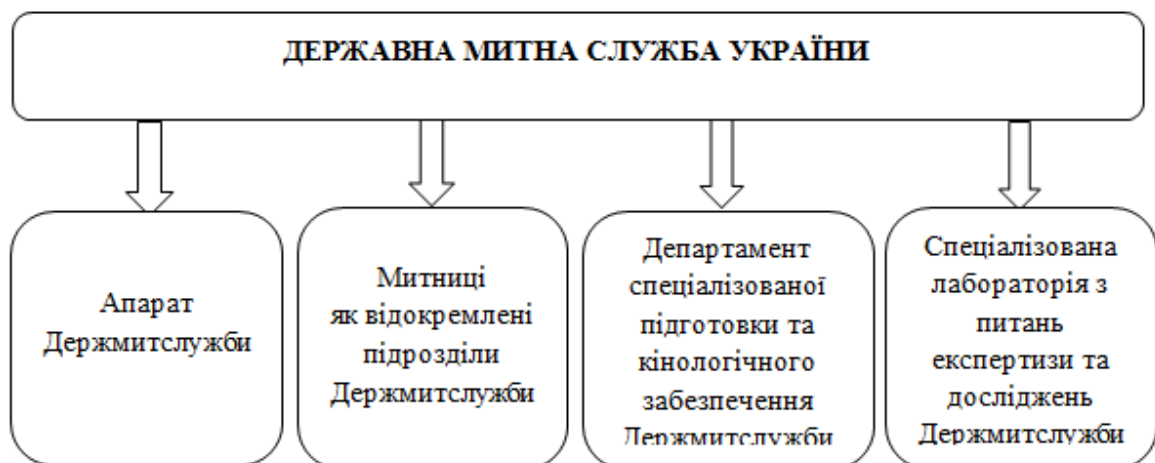 ДЕРЖАВНА МИТНА СЛУЖБА УКРАЇНИ
Апарат
Держмитслужби
Митниці
як відокремлені
підрозділи
Держмитслужби
Департамент
спеціалізованої
підготовки та
кінологічного
забезпечення
Держмитслужби
Спеціалізована
лабораторія з
питань
експертизи та
досліджень
Держмитслужби